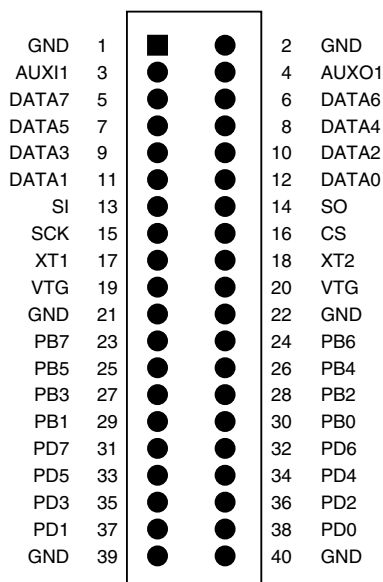 GND 1 2 GND
AUXI1 3 4 AUXO1
DATA7 5 6 DATA6
DATA5 7 8 DATA4
DATA3 9 10 DATA2
DATA1 11 12 DATA0
SI 13 14 SO
SCK 15 16 CS
XT1 17 18 XT2
VTG 19 20 VTG
GND 21 22 GND
PB7 23 24 PB6
PB5 25 26 PB4
PB3 27 28 PB2
PB1 29 30 PB0
PD7 31 32 PD6
PD5 33 34 PD4
PD3 35 36 PD2
PD1 37 38 PD0
GND 39 40 GND